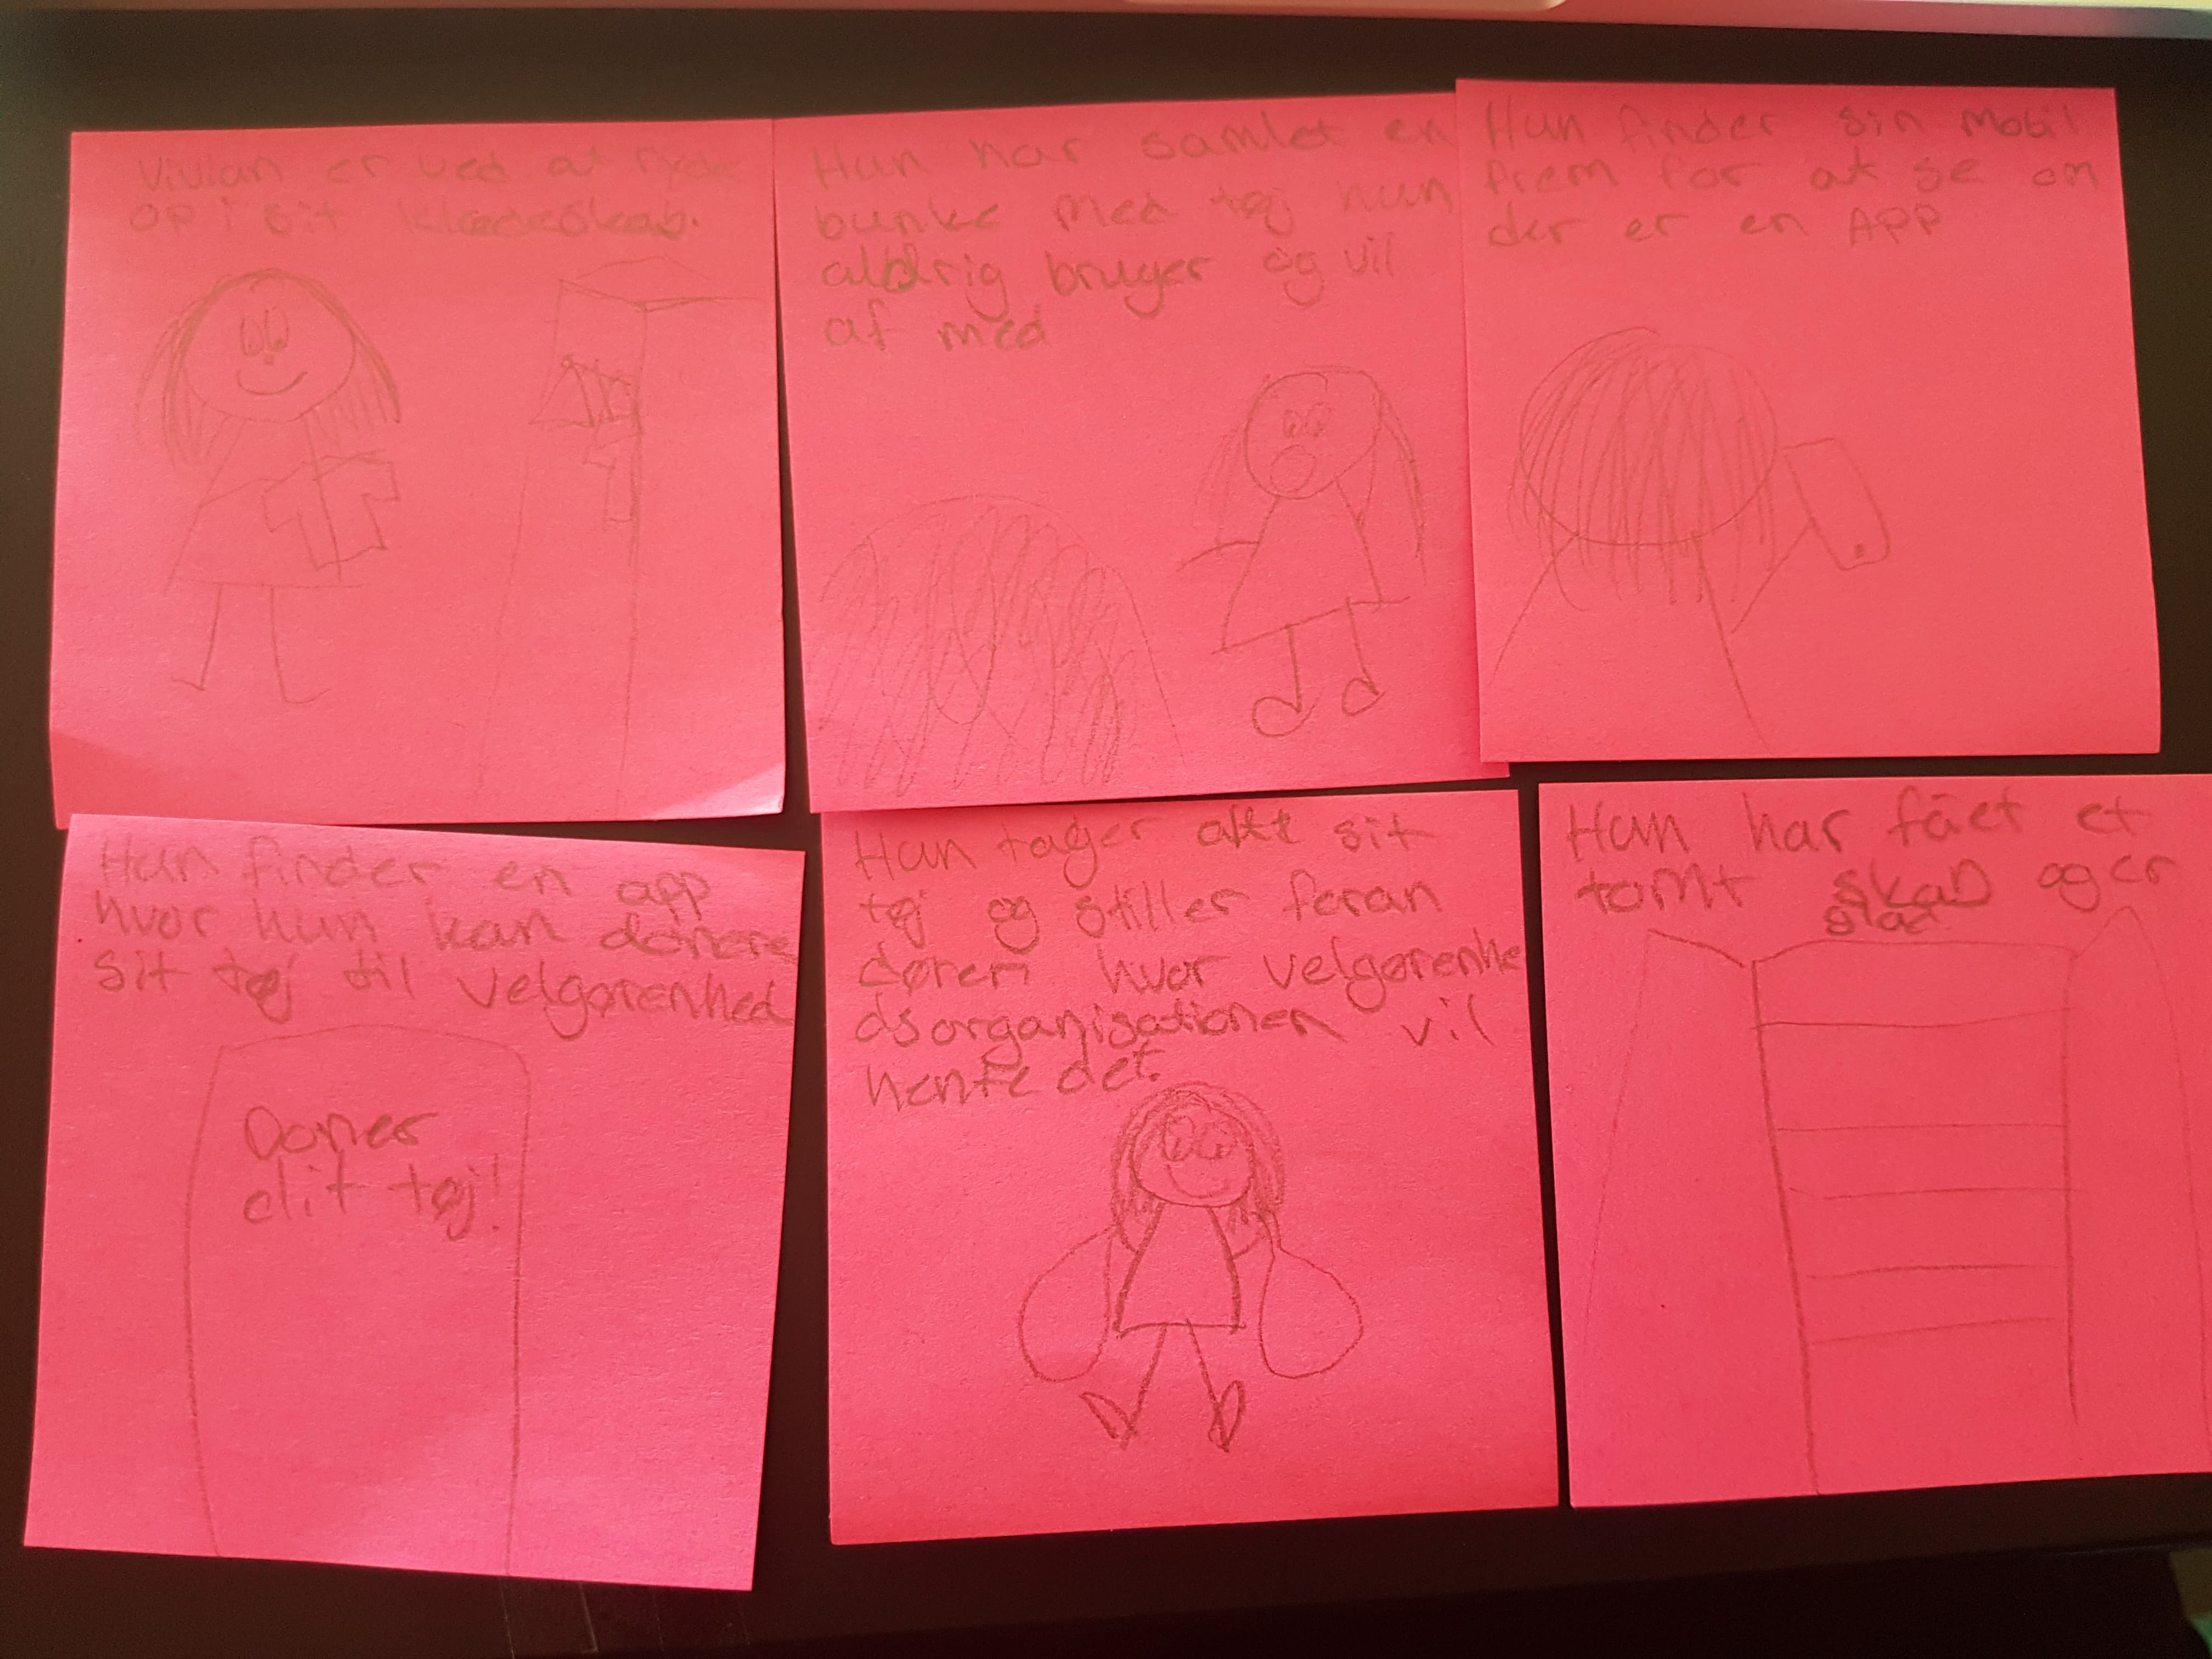 Vivian er ved at rydde
op i sit klædeskab.
Hun har samlet en
bunke med tøj hun
aldrig bruger og vil
af med
Hun finder sin mobil
frem for at se om
der er en APP
Hun finder en app
hvor hun kan donere
sit tøj til velgørenhed
Doner
dit tøj!
Hun tager alt sit
tøj og stiller foran
døren hvor velgørenhe
dsorganisationen vil
hente det.
Hun har fået et
tomt skab og er
glad